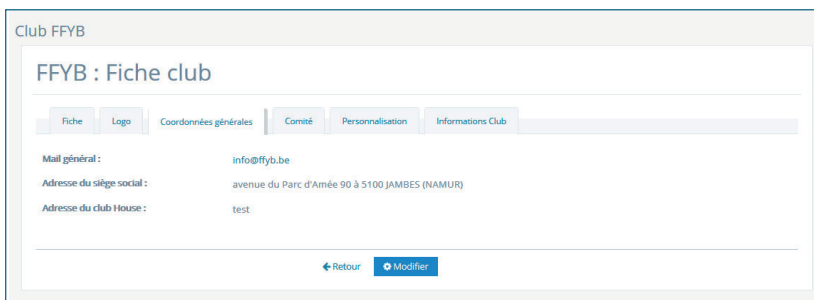 Club FFYB
FFYB : Fiche club
Fiche Logo Coordonnées générales Comité Personnalisation Informations Club
Mail général : info@ffyb.be
Adresse du siège social : avenue du Parc d'Amée 90 à 5100 JAMBES (NAMUR)
Adresse du club House : test
Retour Modifier